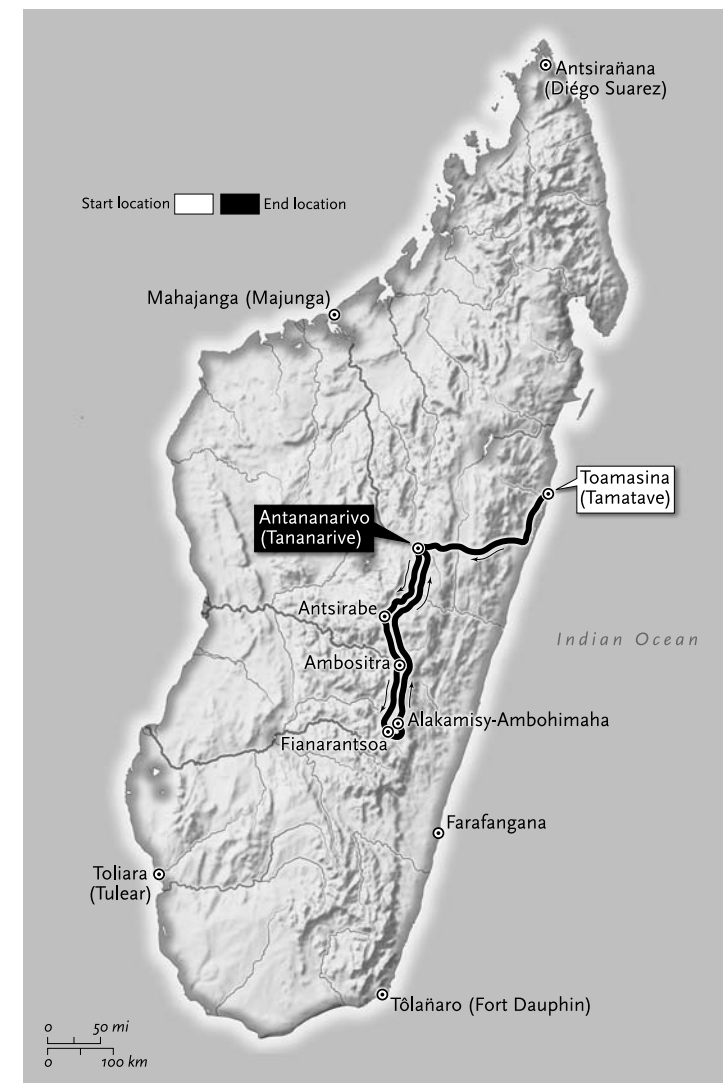 Antsirañana
(Diégo Suarez)
Start location
End location
Mahajanga (Majunga)
Toamasina
(Tamatave)
Antananarivo
(Tananarive)
Antsirabe
Indian Ocean
Ambositra
Alakamisy-Ambohimaha
Fianarantsoa
Farafangana
Toliara
(Tulear)
Tôlañaro (Fort Dauphin)
0 50 mi
0 100 km